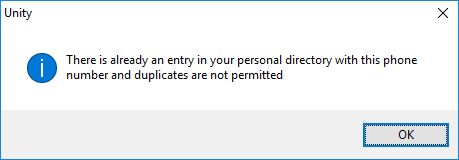 Unity
There is already an entry in your personal directory with this phone
number and duplicates are not permitted
OK